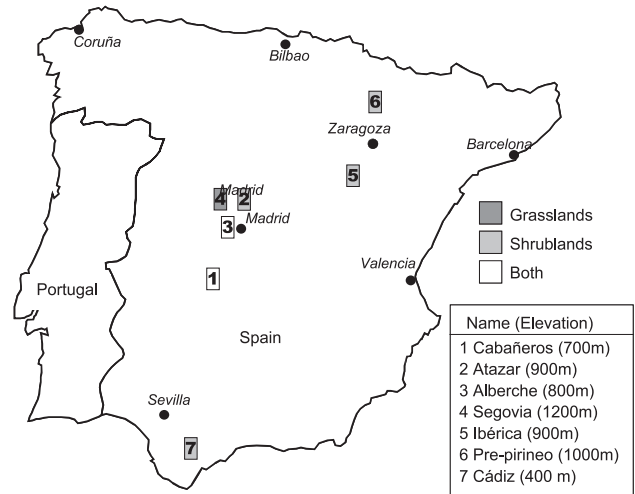 Coruña
Bilbao
6
Zaragoza
Barcelona
5
Madrid
4 2
3 Madrid
Grasslands
Shrublands
Both
1
Valencia
Portugal
Spain
Sevilla
7
Name (Elevation)
1 Cabañeros (700m)
2 Atazar (900m)
3 Alberche (800m)
4 Segovia (1200m)
5 Ibérica (900m)
6 Pre-pirineo (1000m)
7 Cádiz (400 m)